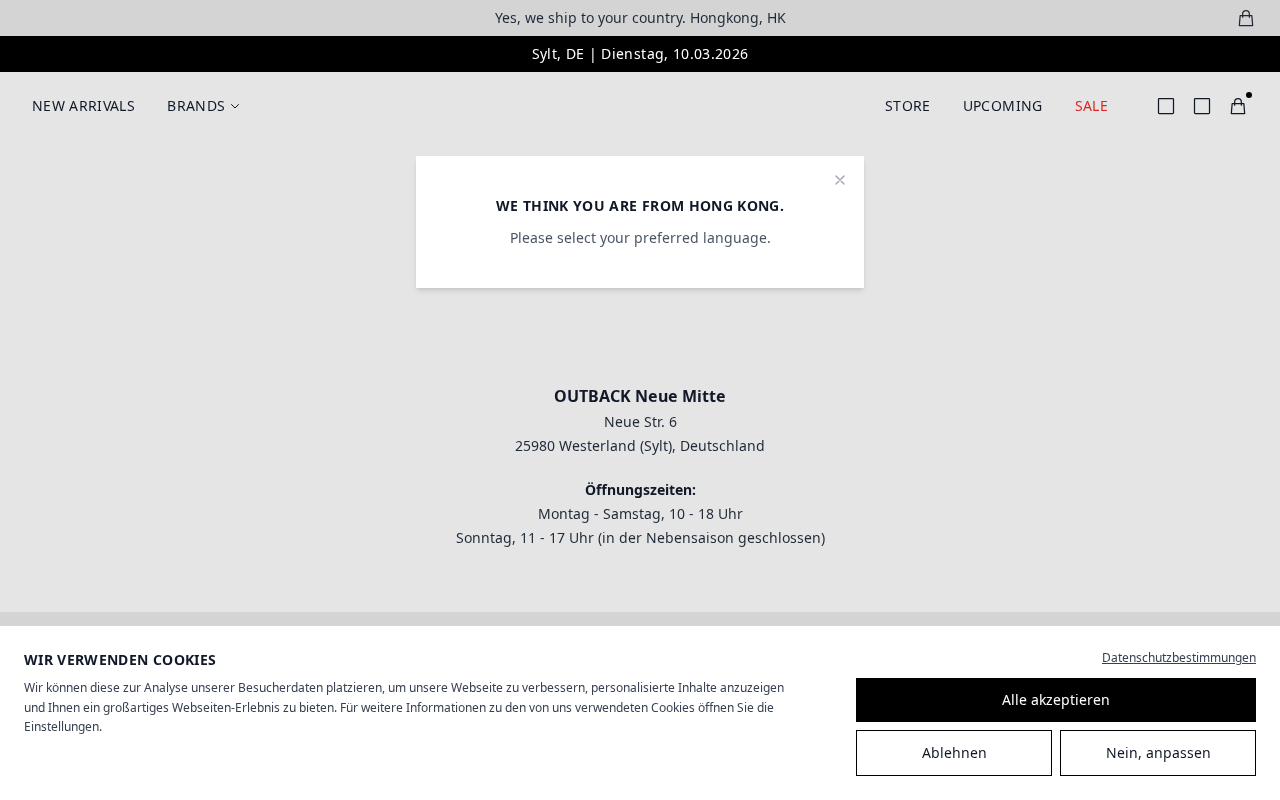 Yes, we ship to your country. Hongkong, HK
Sylt, DE | Dienstag, 10.03.2026
NEW ARRIVALS
BRANDS
STORE
UPCOMING
SALE
WE THINK YOU ARE FROM HONG KONG.
Please select your preferred language.
OUTBACK Neue Mitte
Neue Str. 6
25980 Westerland (Sylt), Deutschland
Öffnungszeiten:
Montag - Samstag, 10 - 18 Uhr
Sonntag, 11 - 17 Uhr (in der Nebensaison geschlossen)
WIR VERWENDEN COOKIES
Wir können diese zur Analyse unserer Besucherdaten platzieren, um unsere Webseite zu verbessern, personalisierte Inhalte anzuzeigen
und Ihnen ein großartiges Webseiten-Erlebnis zu bieten. Für weitere Informationen zu den von uns verwendeten Cookies öffnen Sie die
Einstellungen.
Datenschutzbestimmungen
Alle akzeptieren
Ablehnen
Nein, anpassen